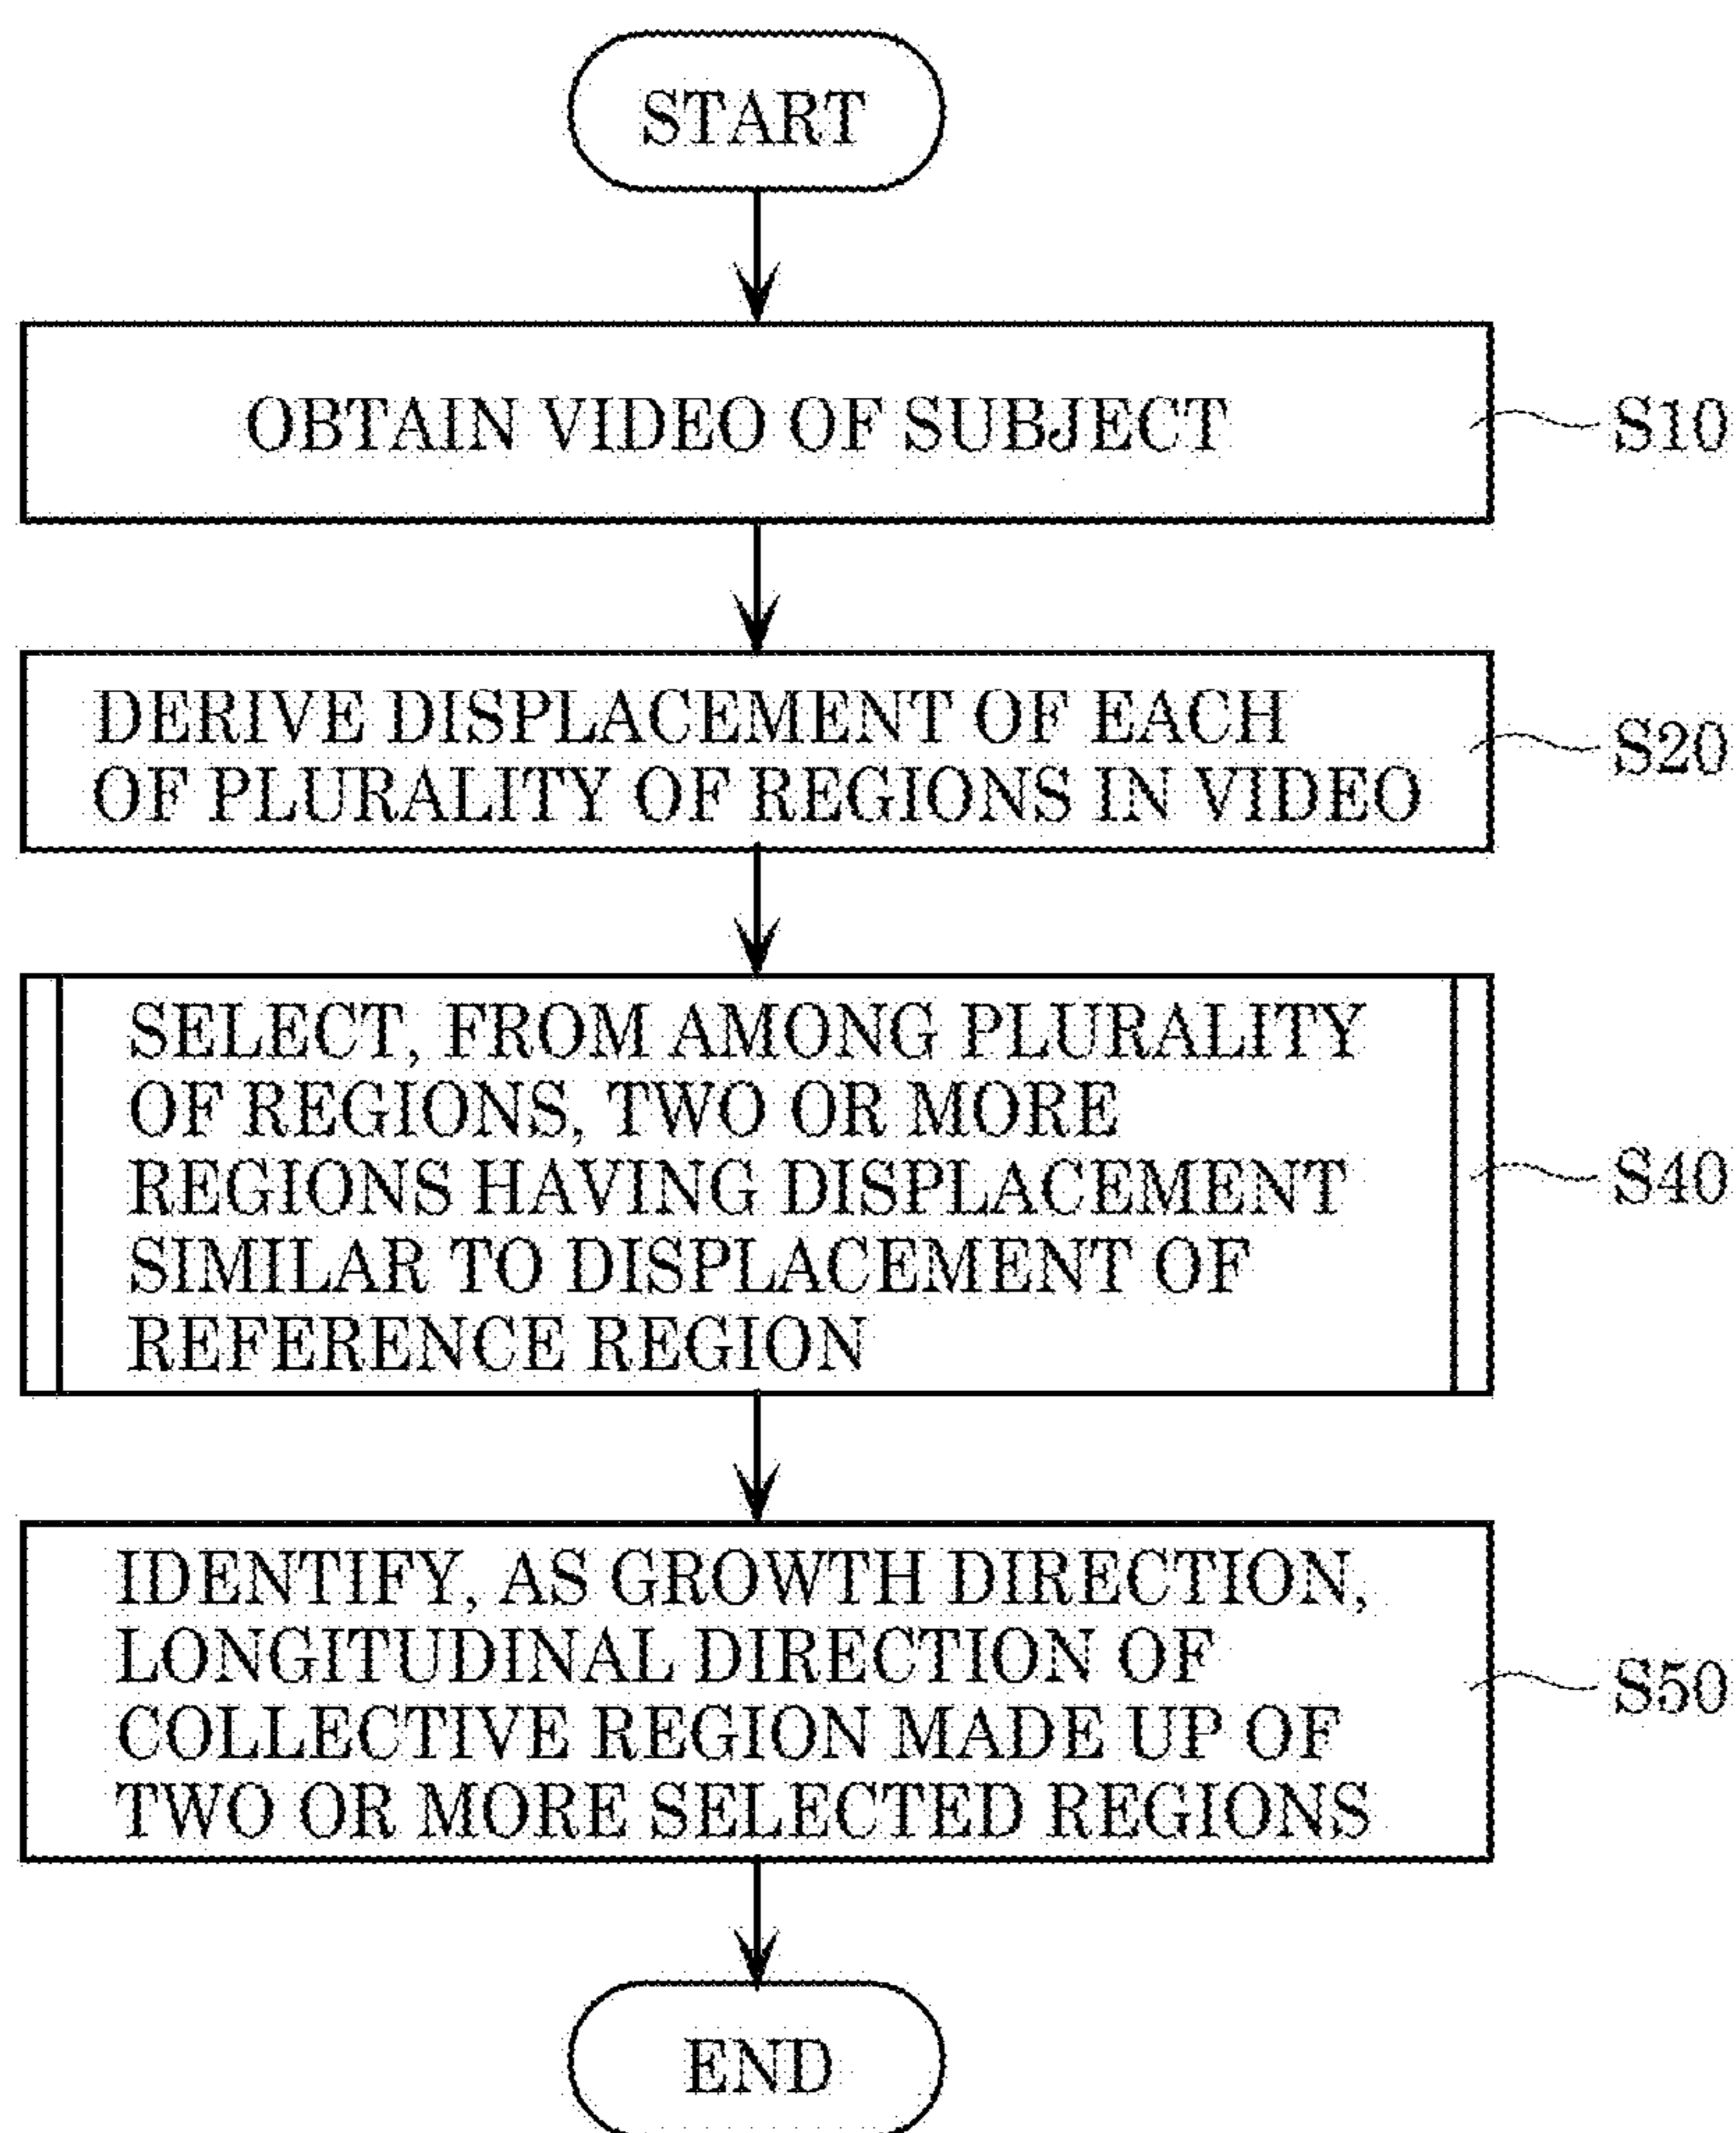 START
OBTAIN VIDEO OF SUBJECT
S10
DERIVE DISPLACEMENT OF EACH
OF PLURALITY OF REGIONS IN VIDEO
S20
SELECT, FROM AMONG PLURALITY
OF REGIONS, TWO OR MORE
REGIONS HAVING DISPLACEMENT
SIMILAR TO DISPLACEMENT OF
REFERENCE REGION
S40
IDENTIFY, AS GROWTH DIRECTION,
LONGITUDINAL DIRECTION OF
COLLECTIVE REGION MADE UP OF
TWO OR MORE SELECTED REGIONS
S50
END